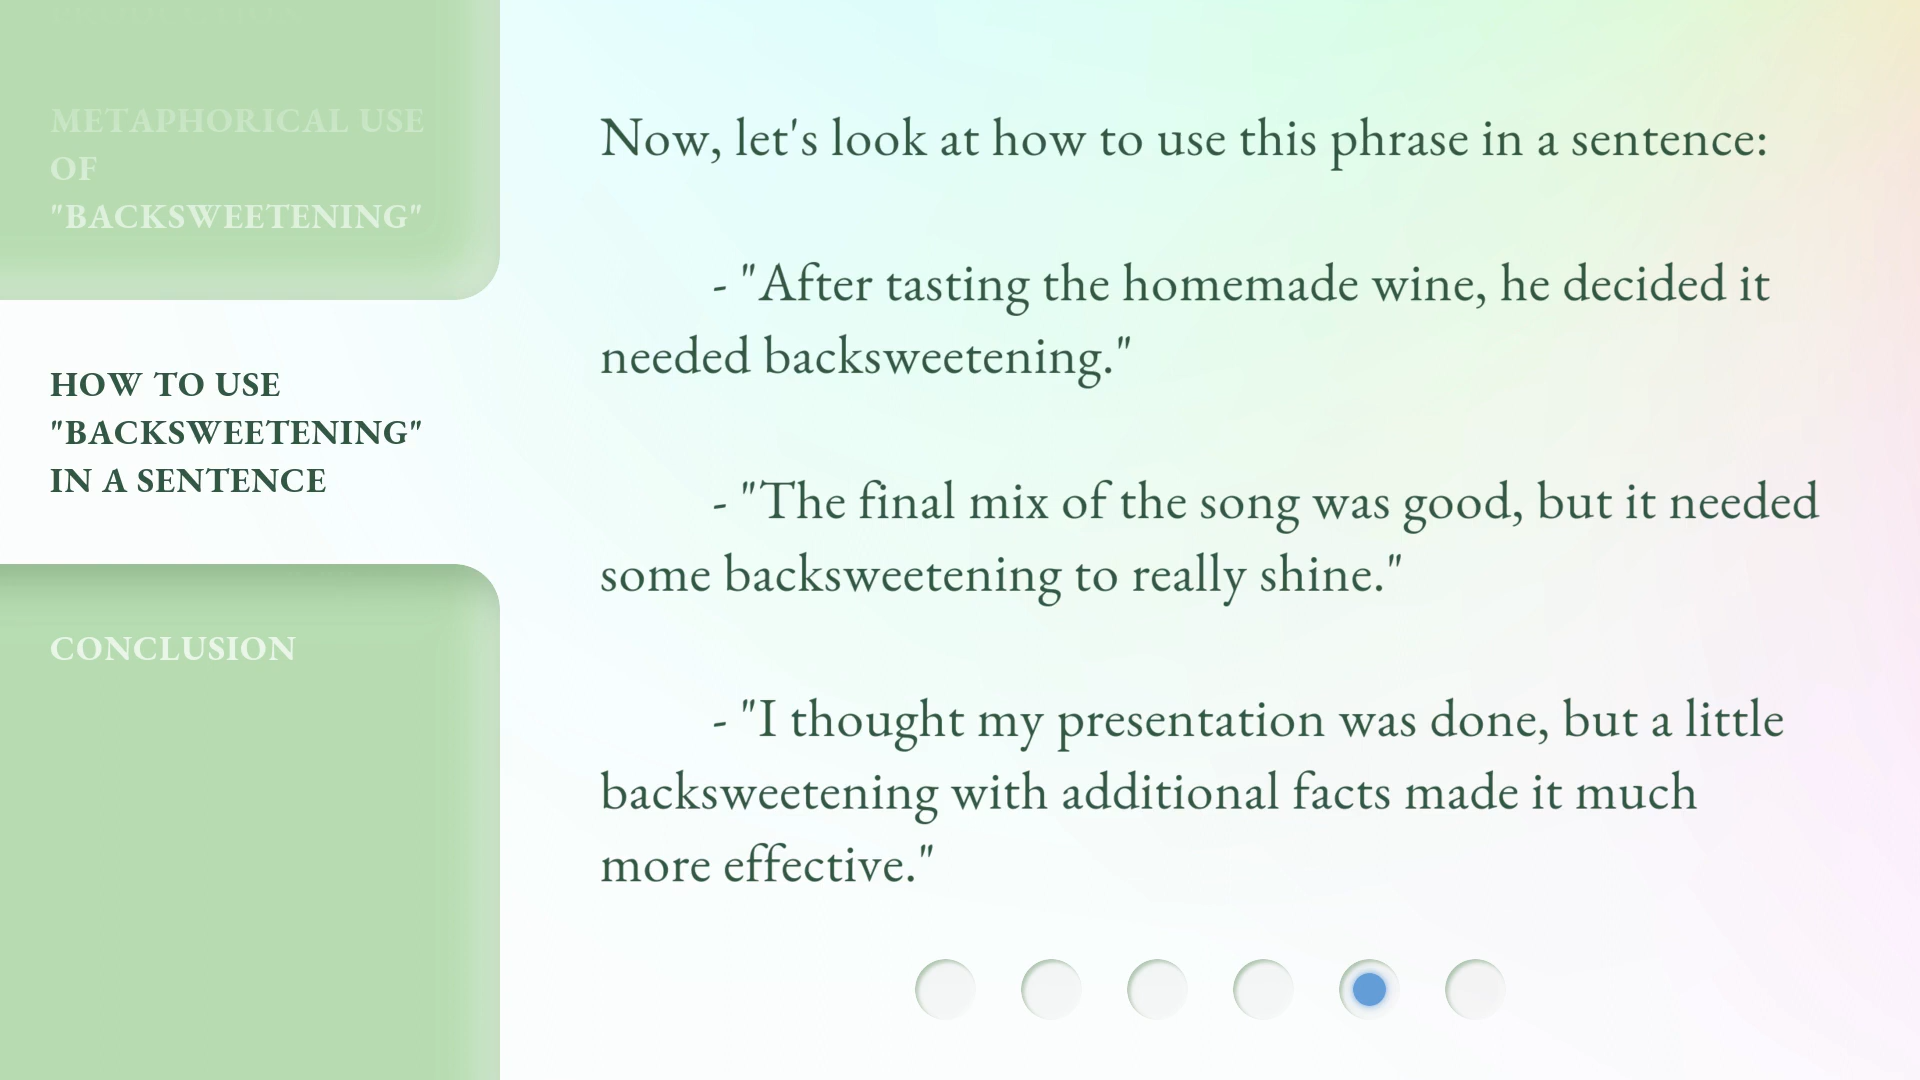 METAPHORICAL USE
OF
"BACKSWEETENING"
HOW TO USE
"BACKSWEETENING"
IN A SENTENCE
CONCLUSION
Now, let's look at how to use this phrase in a sentence:
- "After tasting the homemade wine, he decided it
needed backsweetening."
- "The final mix of the song was good, but it needed
some backsweetening to really shine."
- "I thought my presentation was done, but a little
backsweetening with additional facts made it much
more effective."